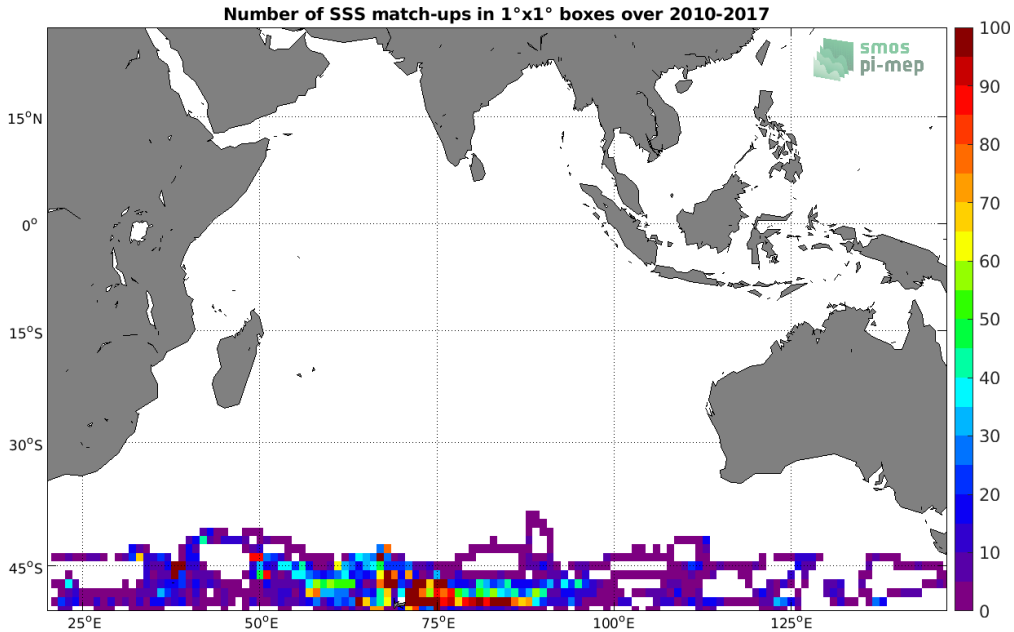 Number of SSS match-ups in 1°x1° boxes over 2010-2017
smos
pi-mep
100
90
80
70
60
50
40
30
20
10
0
15°N
0°
15°S
30°S
45°S
25°E
50°E
75°E
100°E
125°E